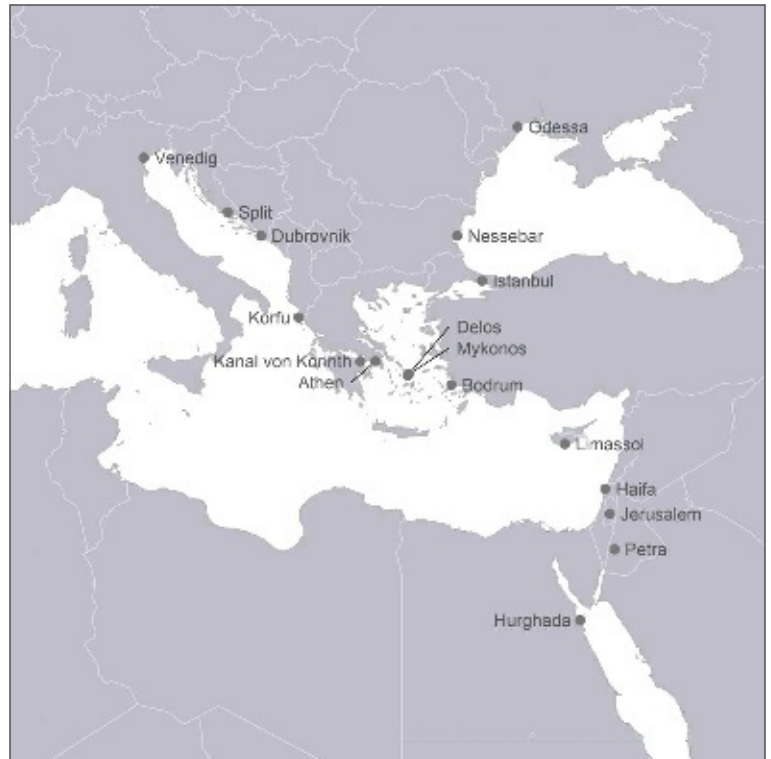 Odessa
Venedig
Split
Dubrovnik
Nessebar
Istanbul
Korfu
Delos
Mykonos
Kanal von Korinth
Athen
Bodrum
Limassol
Haifa
Jerusalem
Petra
Hurghada